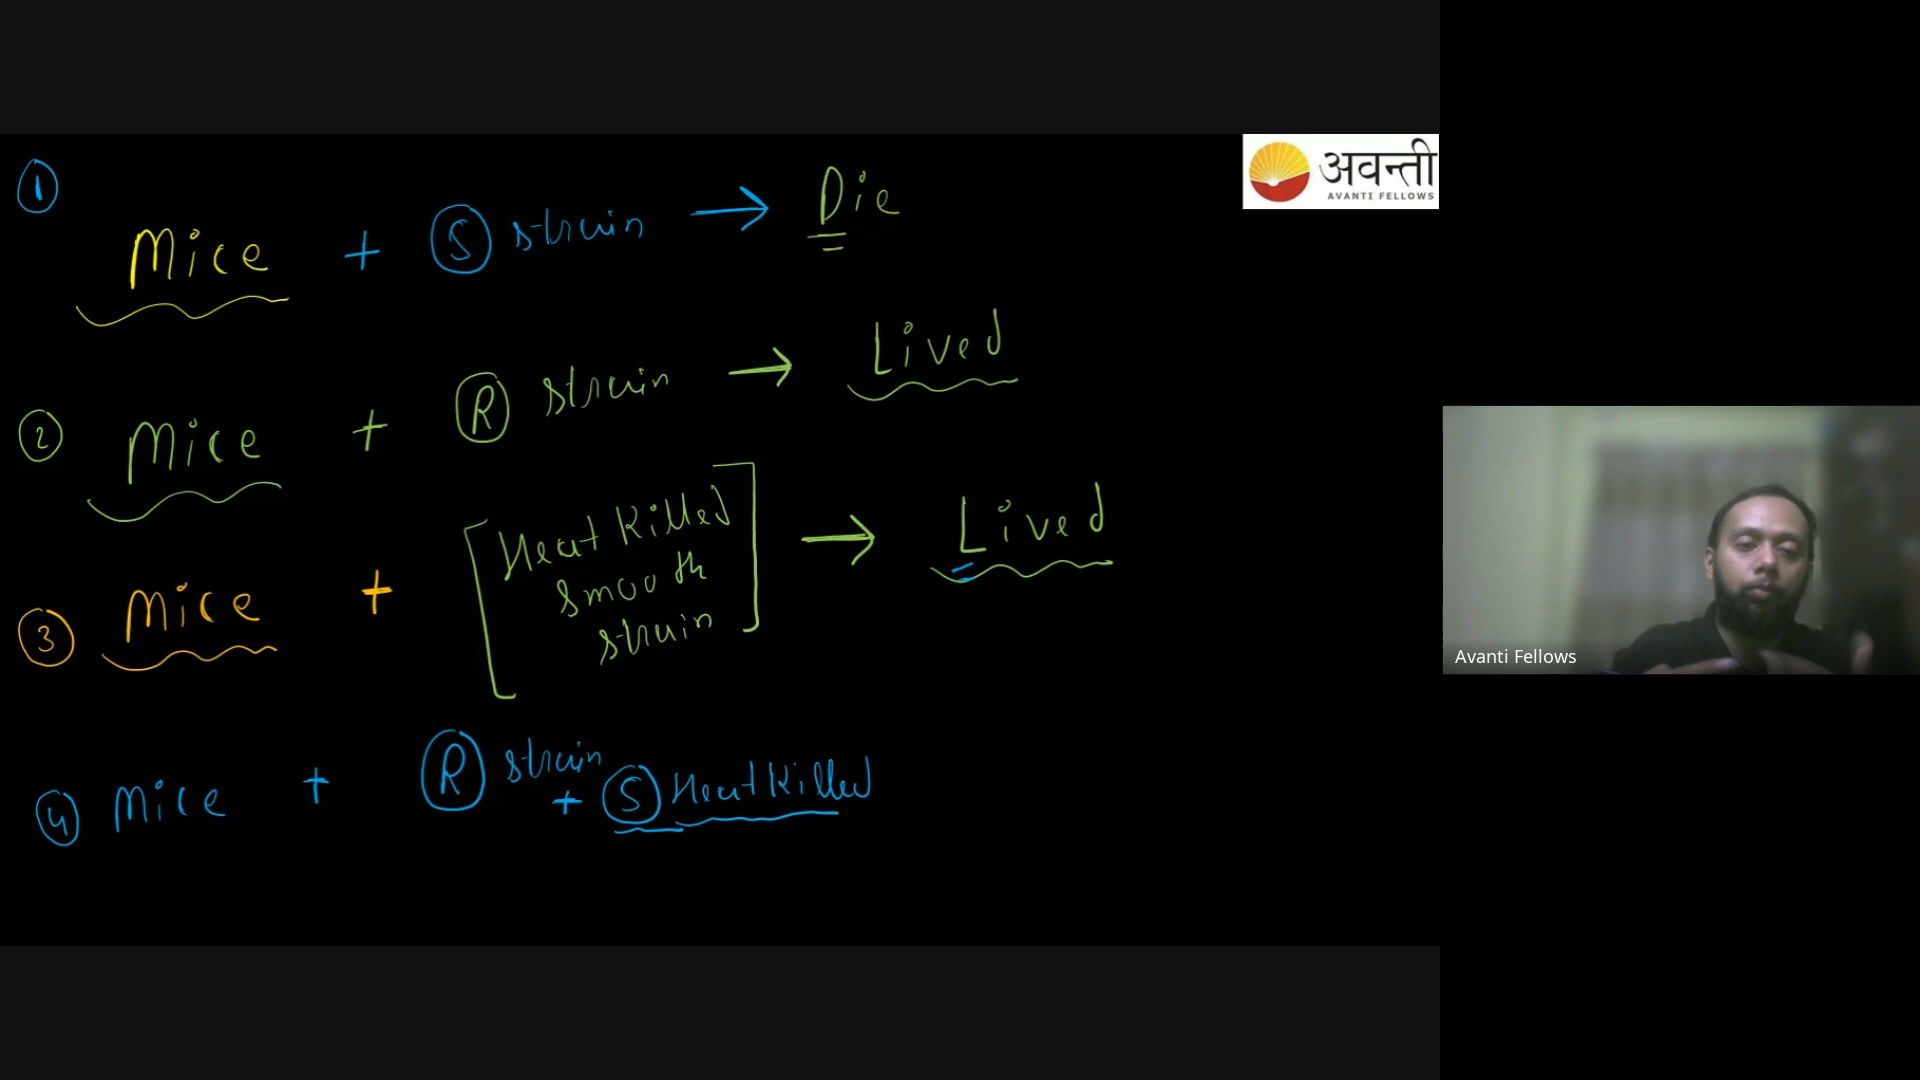 1
Mice + S strain → Die
2 Mice + R strain → Lived
3 Mice + [Heat Killed
Smooth
strain] → Lived
4 Mice + R strain
+ S Heat Killed
अवन्ती
AVANTI FELLOWS
Avanti Fellows